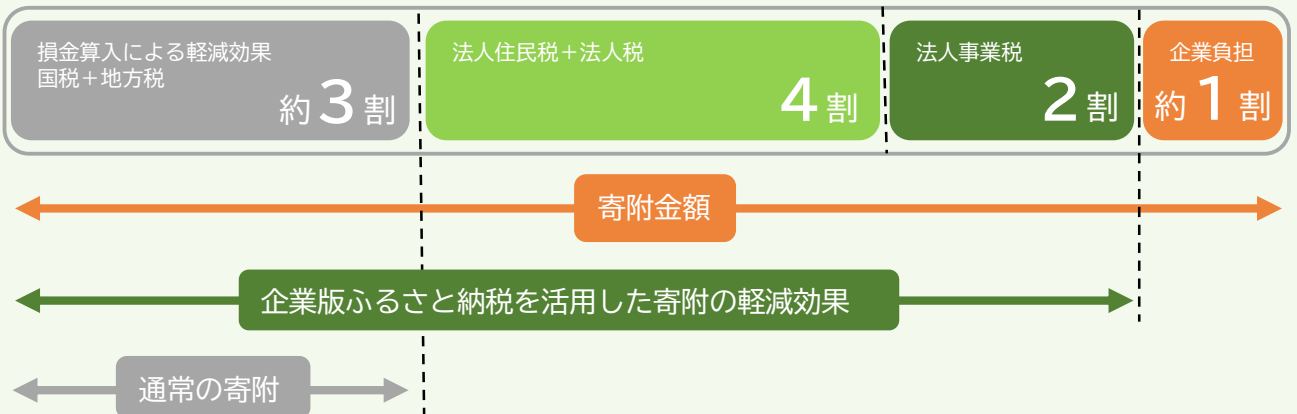 損金算入による軽減効果
国税＋地方税
約3割
法人住民税＋法人税
4割
法人事業税
2割
企業負担
約1割
寄附金額
企業版ふるさと納税を活用した寄附の軽減効果
通常の寄附